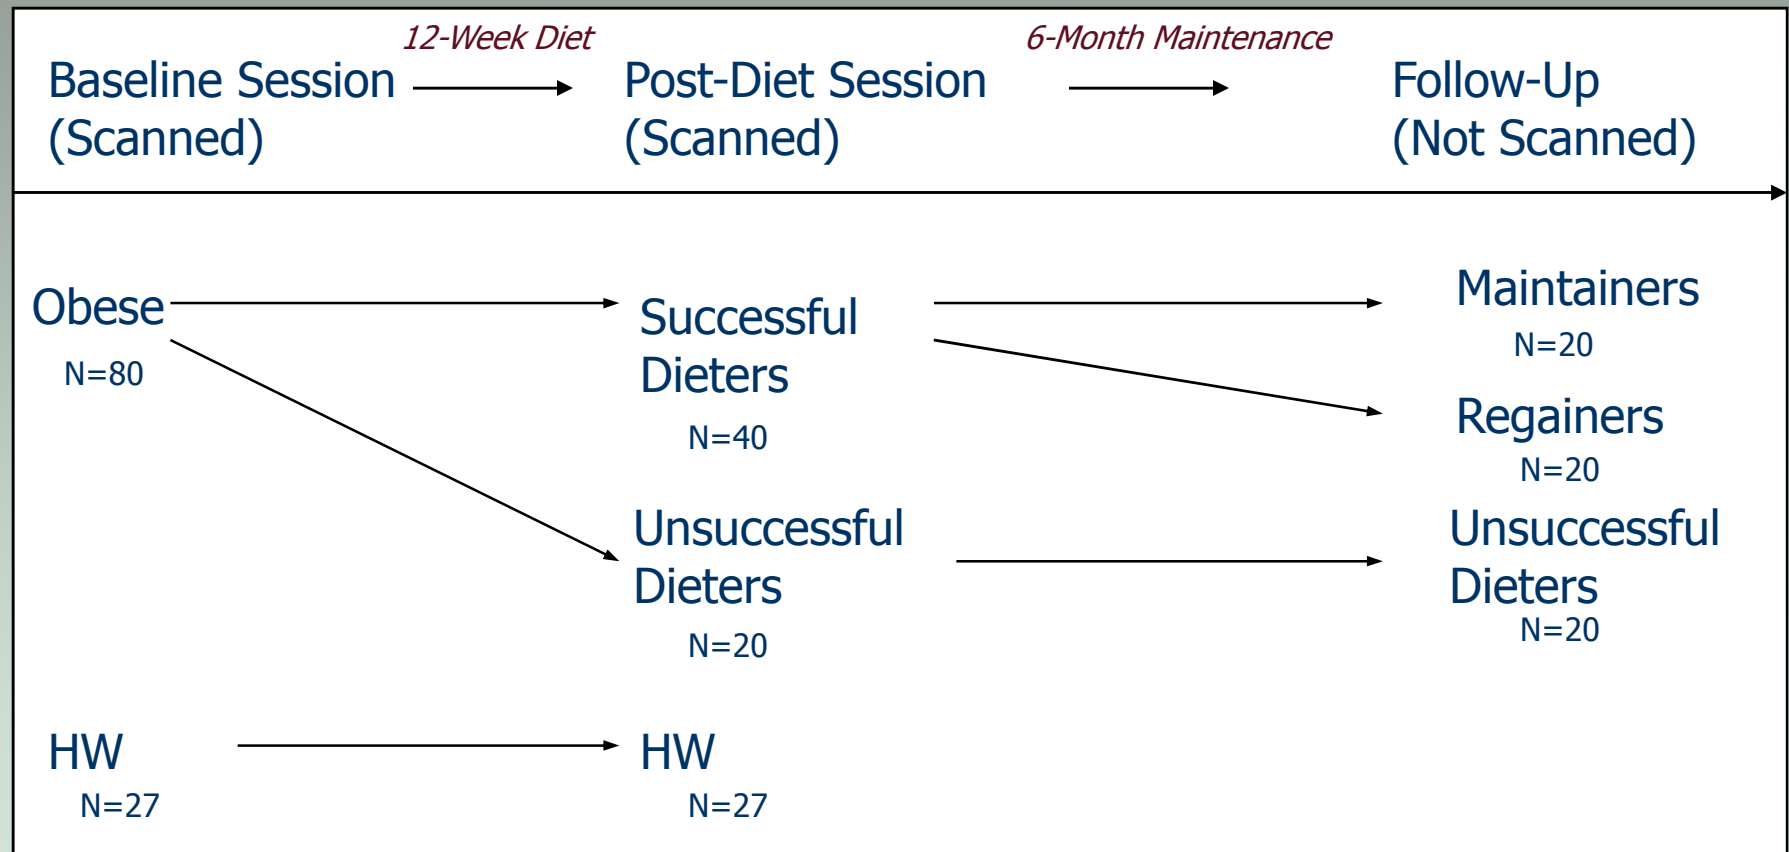 12-Week Diet
6-Month Maintenance
Baseline Session
(Scanned)
Post-Diet Session
(Scanned)
Follow-Up
(Not Scanned)
Obese
N=80
Successful
Dieters
N=40
Maintainers
N=20
Regainers
N=20
Unsuccessful
Dieters
N=20
Unsuccessful
Dieters
N=20
HW
N=27
HW
N=27